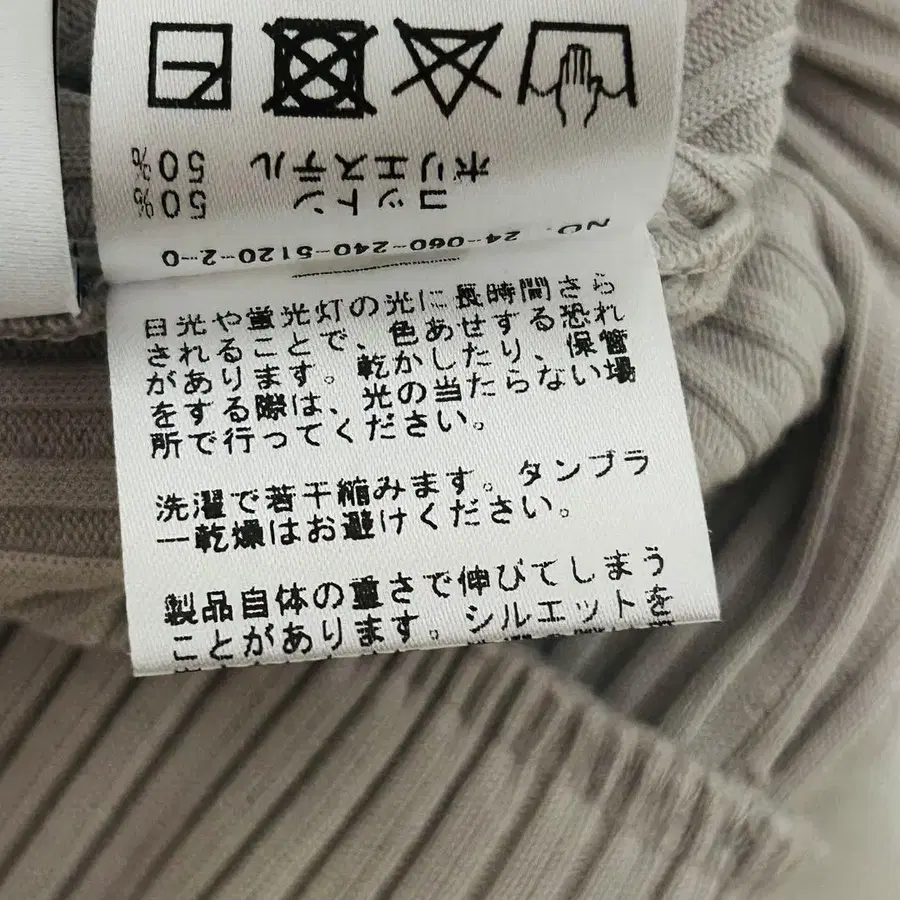 NO. 24-060-240-5120-2-0
コットン 50%
ポリエステル 50%
日光や蛍光灯の光に長時間さら
されることで、色あせする恐れ
があります。乾かしたり、保管
をする際は、光の当たらない場
所で行ってください。
洗濯で若干縮みます。タンブラ
ー乾燥はお避けください。
製品自体の重さで伸びてしまう
ことがあります。シルエットを